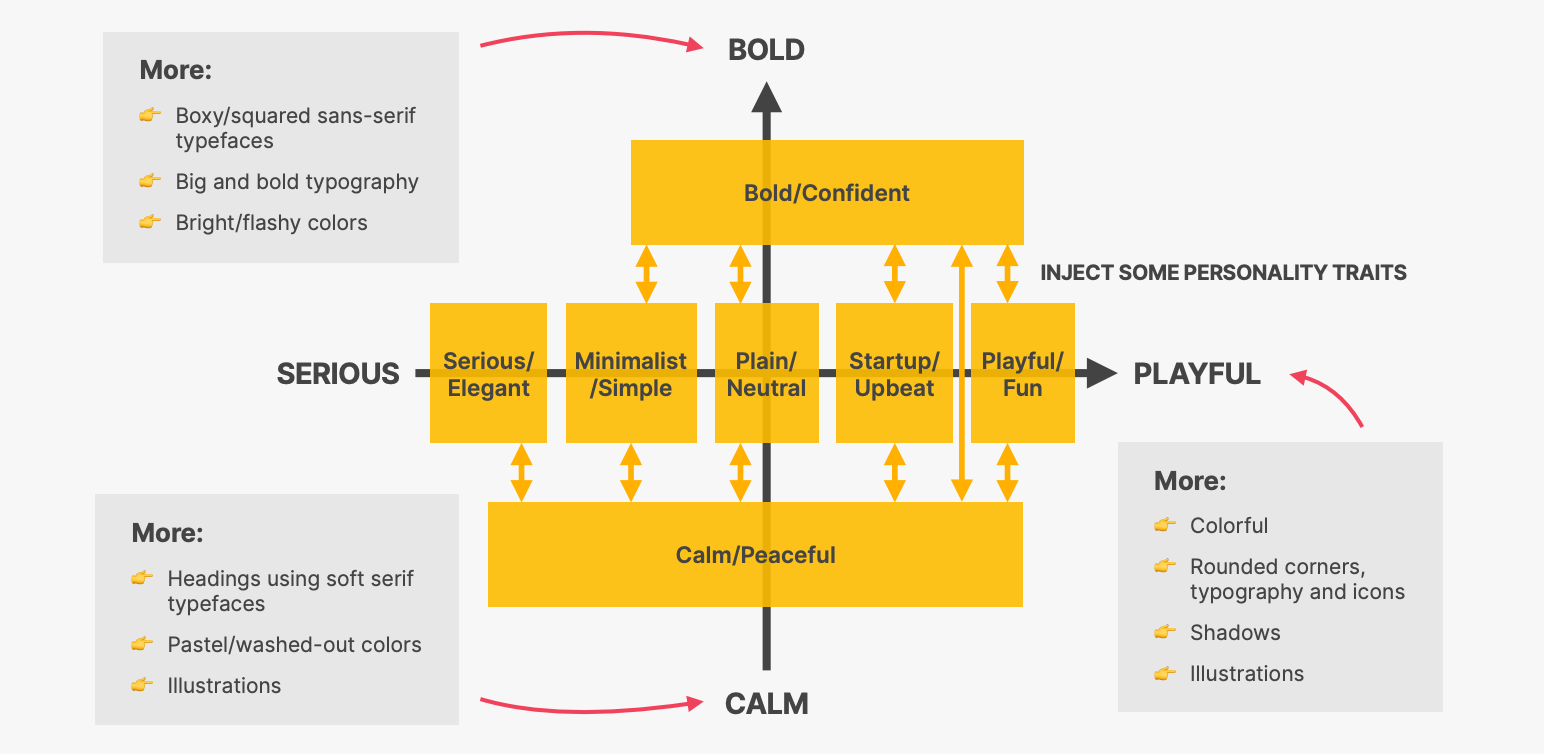 More:
Boxy/squared sans-serif
typefaces
Big and bold typography
Bright/flashy colors
BOLD
Bold/Confident
INJECT SOME PERSONALITY TRAITS
SERIOUS
Serious/
Elegant
Minimalist
/Simple
Plain/
Neutral
Startup/
Upbeat
Playful/
Fun
PLAYFUL
More:
Headings using soft serif
typefaces
Pastel/washed-out colors
Illustrations
Calm/Peaceful
CALM
More:
Colorful
Rounded corners,
typography and icons
Shadows
Illustrations